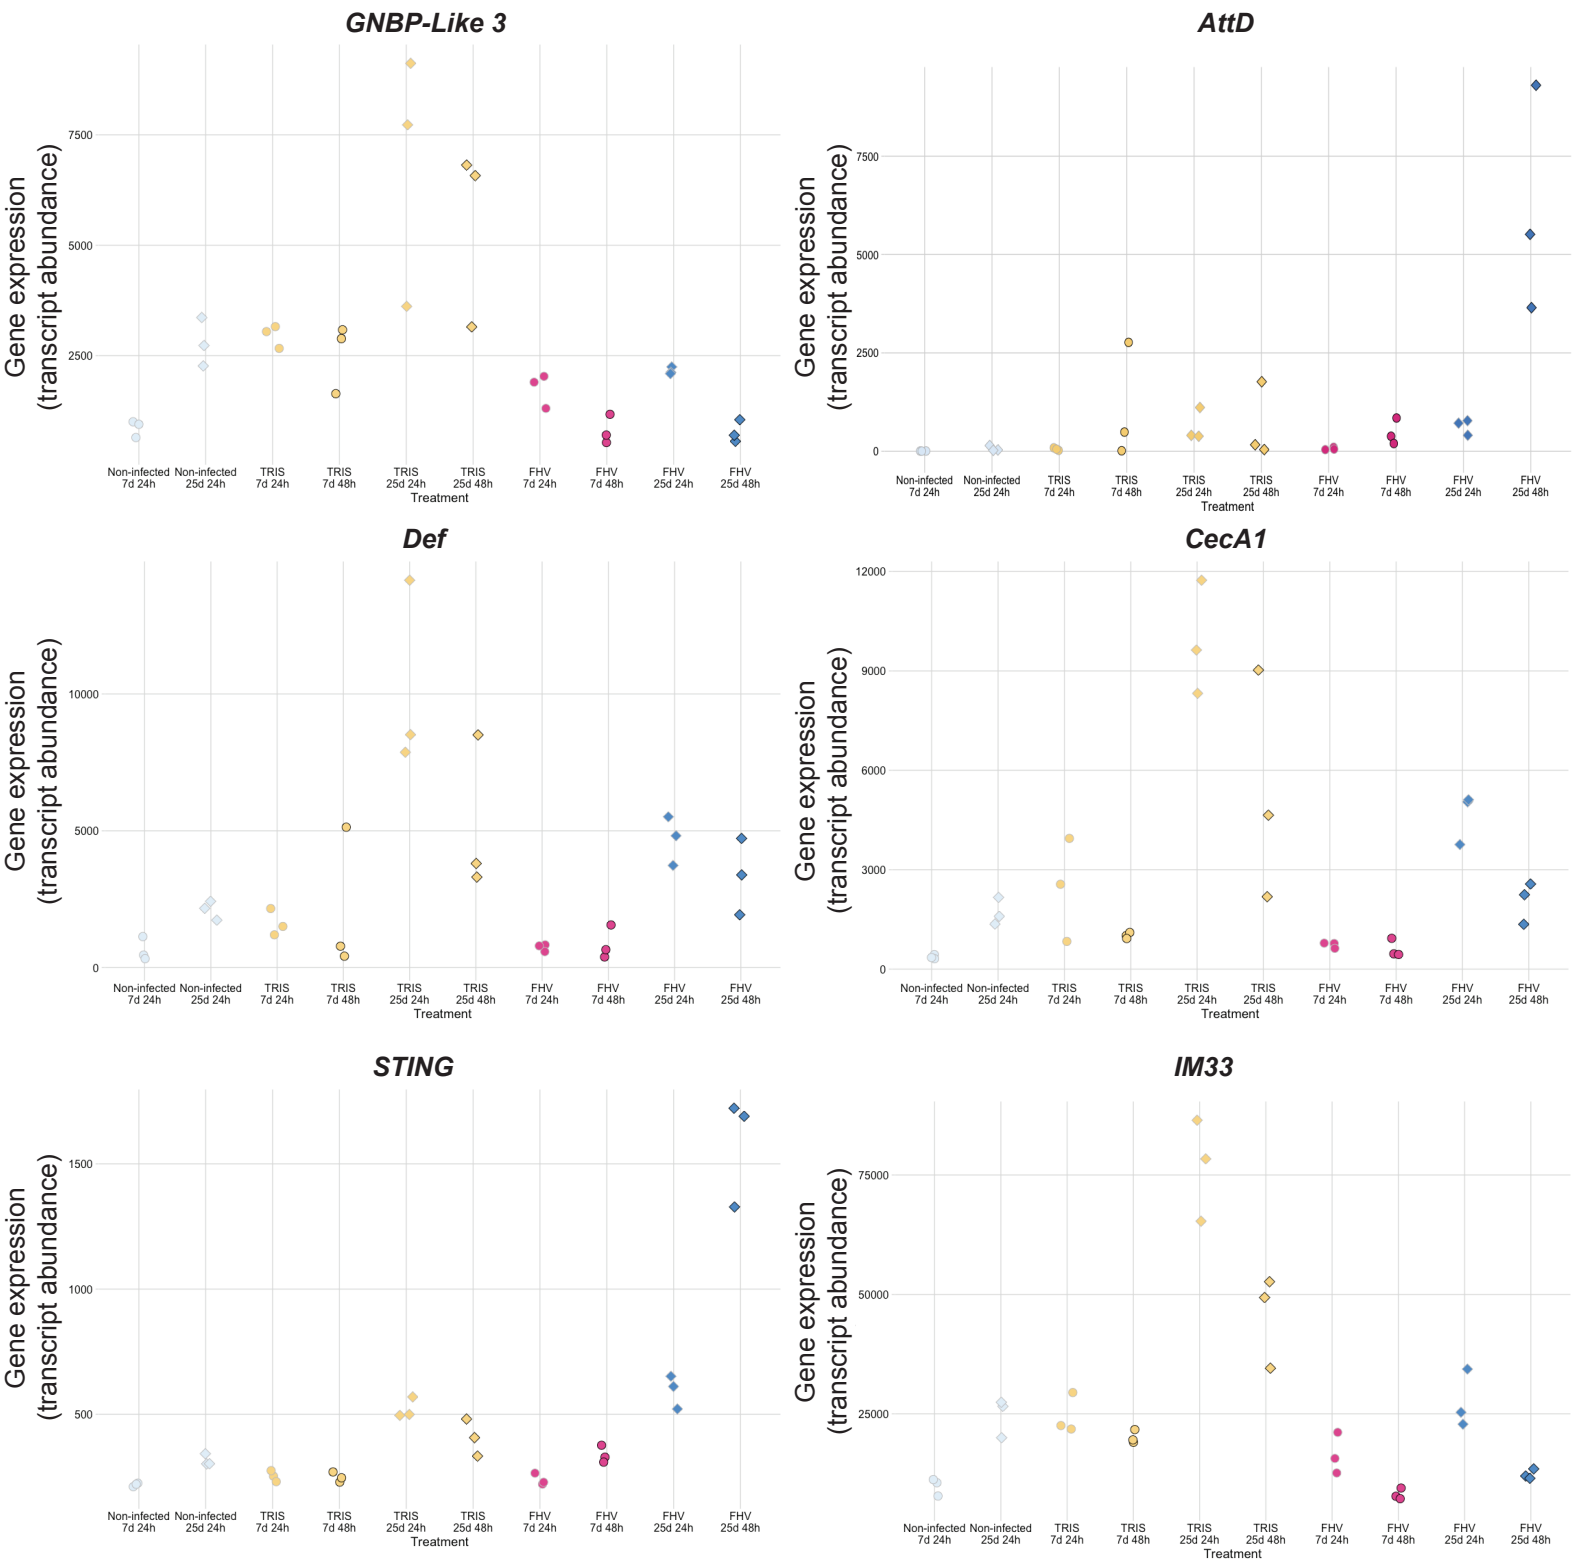 GNBP-Like 3
Gene expression
(transcript abundance)
7500
5000
2500
Non-infected Non-infected TRIS TRIS TRIS TRIS FHV FHV FHV FHV
7d 24h 25d 24h 7d 24h 7d 48h 25d 24h 25d 48h 7d 24h 7d 48h 25d 24h 25d 48h
Treatment
AttD
Gene expression
(transcript abundance)
7500
5000
2500
0
Non-infected Non-infected TRIS TRIS TRIS TRIS FHV FHV FHV FHV
7d 24h 25d 24h 7d 24h 7d 48h 25d 24h 25d 48h 7d 24h 7d 48h 25d 24h 25d 48h
Treatment
Def
Gene expression
(transcript abundance)
10000
5000
0
Non-infected Non-infected TRIS TRIS TRIS TRIS FHV FHV FHV FHV
7d 24h 25d 24h 7d 24h 7d 48h 25d 24h 25d 48h 7d 24h 7d 48h 25d 24h 25d 48h
Treatment
CecA1
Gene expression
(transcript abundance)
12000
9000
6000
3000
0
Non-infected Non-infected TRIS TRIS TRIS TRIS FHV FHV FHV FHV
7d 24h 25d 24h 7d 24h 7d 48h 25d 24h 25d 48h 7d 24h 7d 48h 25d 24h 25d 48h
Treatment
STING
Gene expression
(transcript abundance)
1500
1000
500
Non-infected Non-infected TRIS TRIS TRIS TRIS FHV FHV FHV FHV
7d 24h 25d 24h 7d 24h 7d 48h 25d 24h 25d 48h 7d 24h 7d 48h 25d 24h 25d 48h
Treatment
IM33
Gene expression
(transcript abundance)
75000
50000
25000
Non-infected Non-infected TRIS TRIS TRIS TRIS FHV FHV FHV FHV
7d 24h 25d 24h 7d 24h 7d 48h 25d 24h 25d 48h 7d 24h 7d 48h 25d 24h 25d 48h
Treatment